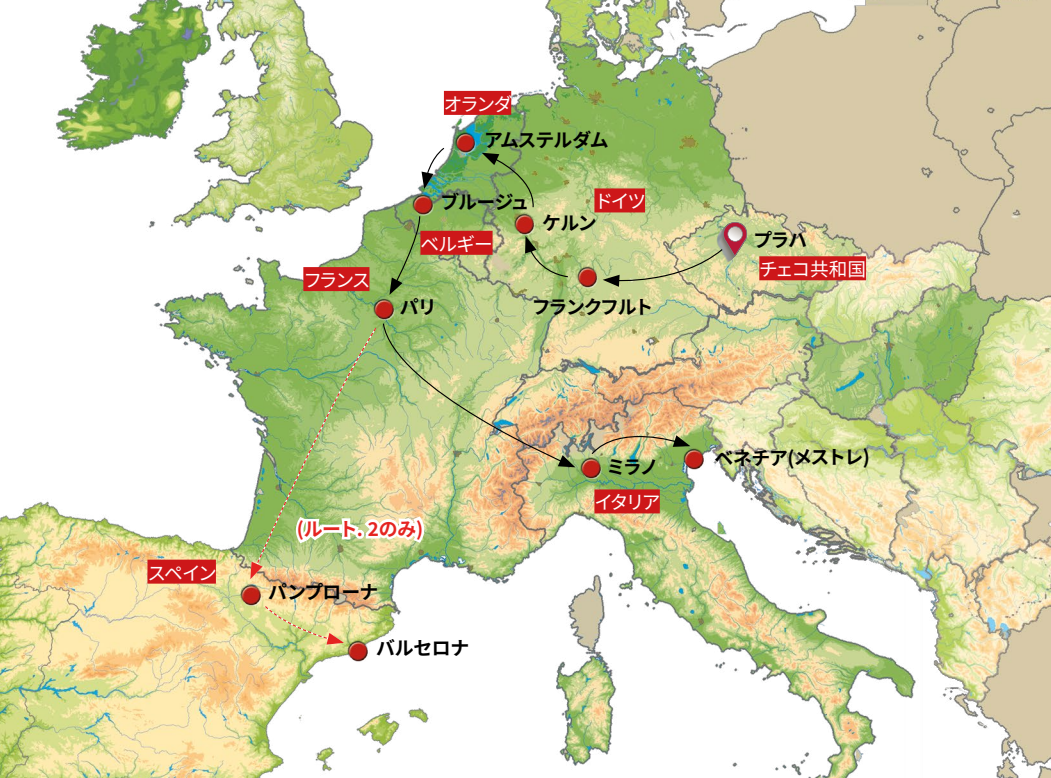 オランダ
アムステルダム
ブルージュ
ドイツ
ケルン
ベルギー
プラハ
チェコ共和国
フランス
フランクフルト
パリ
ベネチア(メストレ)
ミラノ
イタリア
(ルート. 2のみ)
スペイン
パンプローナ
バルセロナ